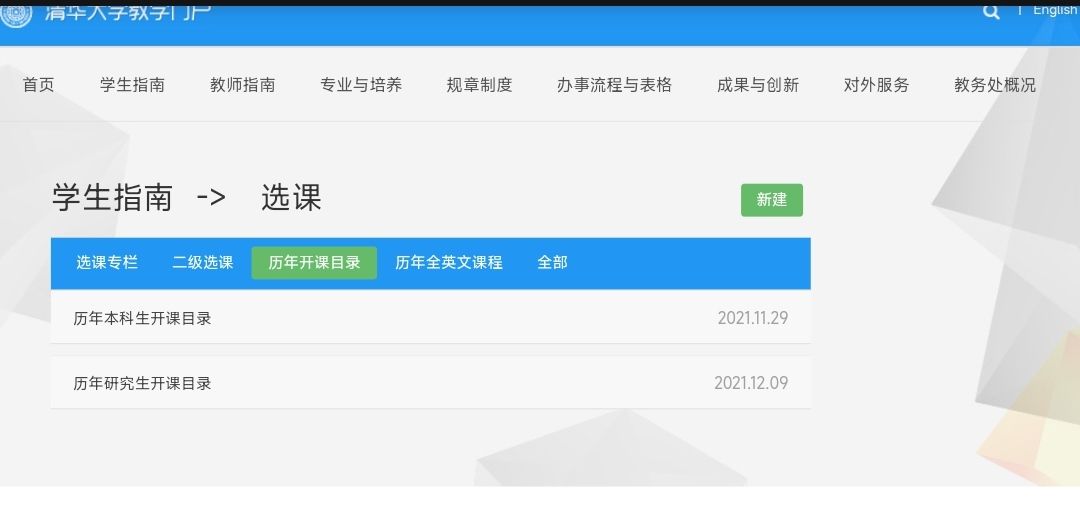 清华大学教学门户
| English
首页 学生指南 教师指南 专业与培养 规章制度 办事流程与表格 成果与创新 对外服务 教务处概况
学生指南 -> 选课
新建
选课专栏 二级选课 历年开课目录 历年全英文课程 全部
历年本科生开课目录 2021.11.29
历年研究生开课目录 2021.12.09